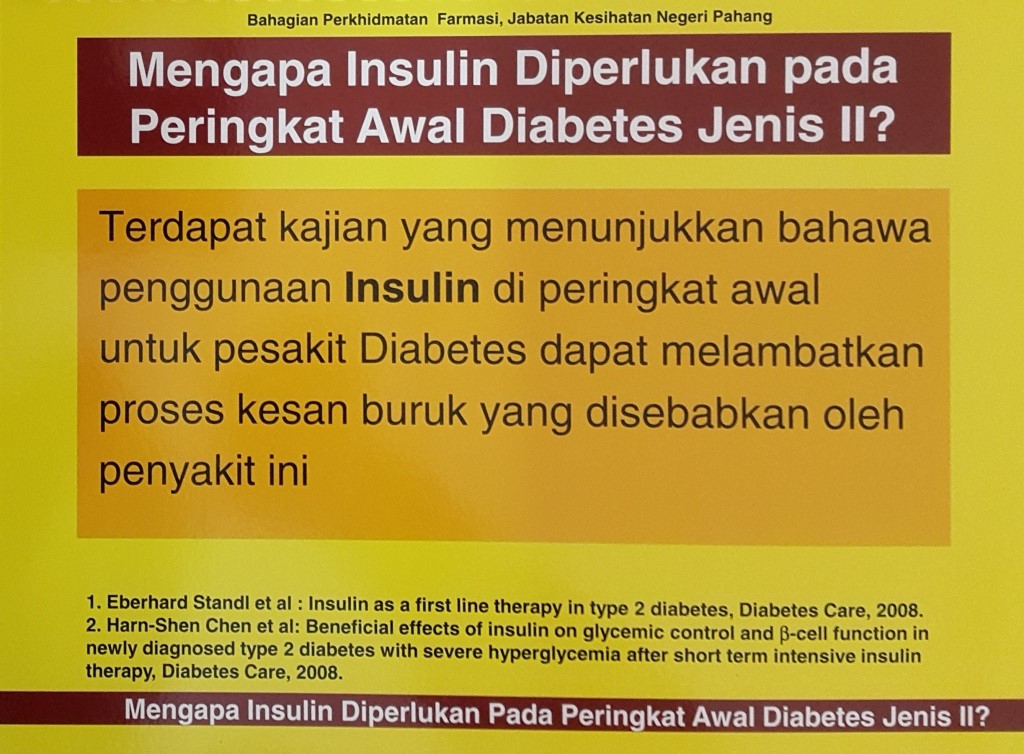 Bahagian Perkhidmatan Farmasi, Jabatan Kesihatan Negeri Pahang
Mengapa Insulin Diperlukan pada
Peringkat Awal Diabetes Jenis II?
Terdapat kajian yang menunjukkan bahawa
penggunaan Insulin di peringkat awal
untuk pesakit Diabetes dapat melambatkan
proses kesan buruk yang disebabkan oleh
penyakit ini
1. Eberhard Standl et al : Insulin as a first line therapy in type 2 diabetes, Diabetes Care, 2008.
2. Harn-Shen Chen et al: Beneficial effects of insulin on glycemic control and β-cell function in
newly diagnosed type 2 diabetes with severe hyperglycemia after short term intensive insulin
therapy, Diabetes Care, 2008.
Mengapa Insulin Diperlukan Pada Peringkat Awal Diabetes Jenis II?